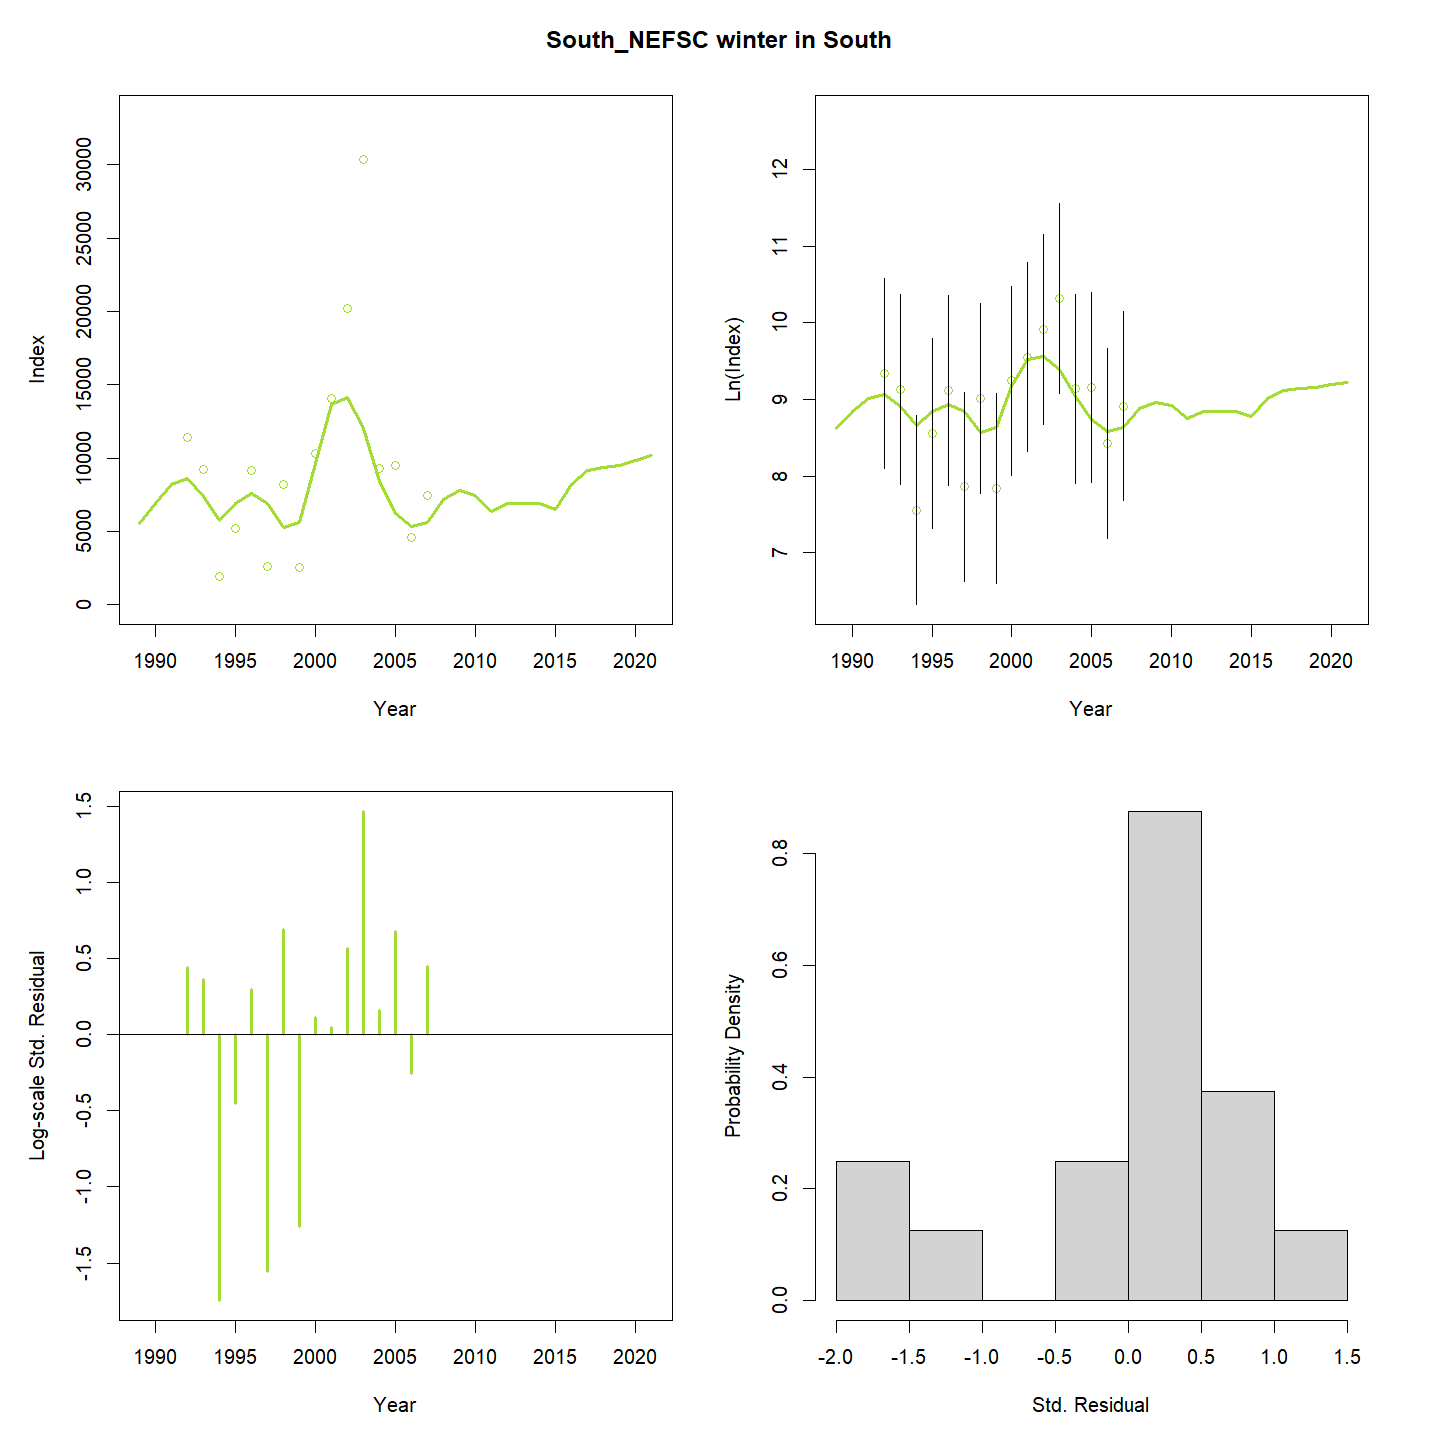 South_NEFSC winter in South
Index
0 5000 10000 15000 20000 25000 30000
1990 1995 2000 2005 2010 2015 2020
Year
Ln(Index)
7 8 9 10 11 12
1990 1995 2000 2005 2010 2015 2020
Year
Log-scale Std. Residual
-1.5 -1.0 -0.5 0.0 0.5 1.0 1.5
1990 1995 2000 2005 2010 2015 2020
Year
Probability Density
0.0 0.2 0.4 0.6 0.8
-2.0 -1.5 -1.0 -0.5 0.0 0.5 1.0 1.5
Std. Residual